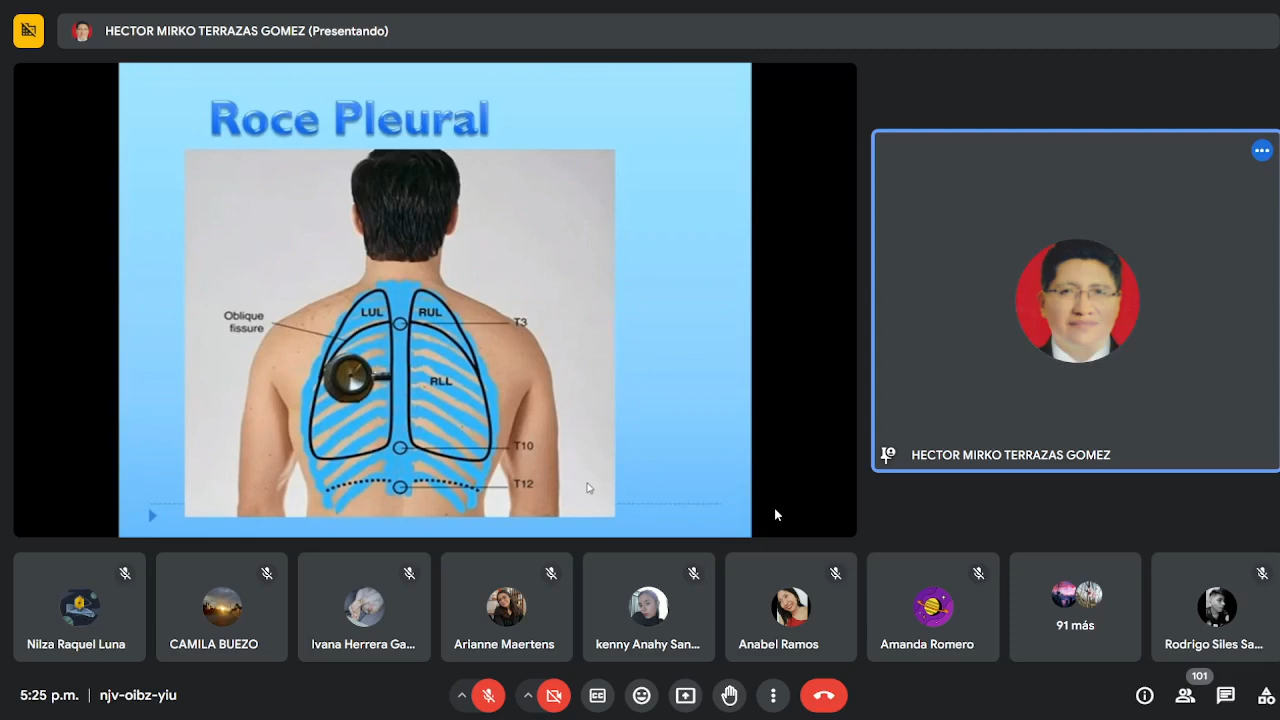 HECTOR MIRKO TERRAZAS GOMEZ (Presentando)
Roce Pleural
Oblique
fissure
LUL
RUL
T3
RLL
T10
T12
HECTOR MIRKO TERRAZAS GOMEZ
Nilza Raquel Luna
CAMILA BUEZO
Ivana Herrera Ga...
Arianne Maertens
kenny Anahy San...
Anabel Ramos
Amanda Romero
91 más
Rodrigo Siles Sa...
5:25 p.m. | njv-oibz-yiu
101